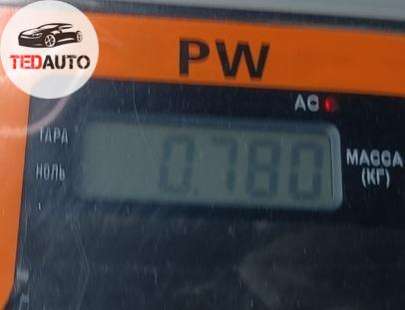 TEDAUTO
PW
AC
ТАРА
НОЛЬ
0.780
МАССА
(КГ)